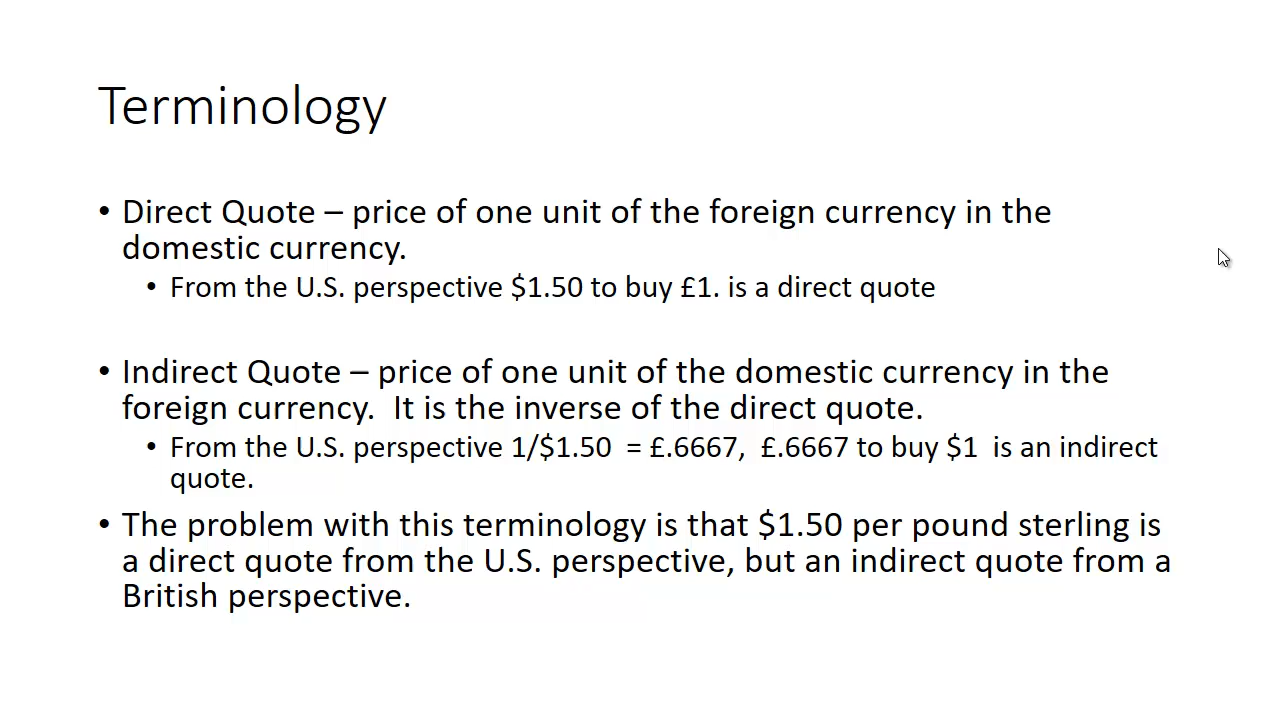 Terminology
• Direct Quote – price of one unit of the foreign currency in the
domestic currency.
• From the U.S. perspective $1.50 to buy £1. is a direct quote
• Indirect Quote – price of one unit of the domestic currency in the
foreign currency.  It is the inverse of the direct quote.
• From the U.S. perspective 1/$1.50  = £.6667,  £.6667 to buy $1  is an indirect
quote.
• The problem with this terminology is that $1.50 per pound sterling is
a direct quote from the U.S. perspective, but an indirect quote from a
British perspective.